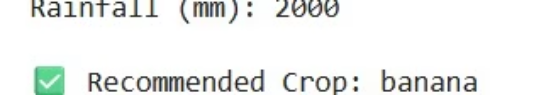 Rainfall (mm): 2000
✅ Recommended Crop: banana